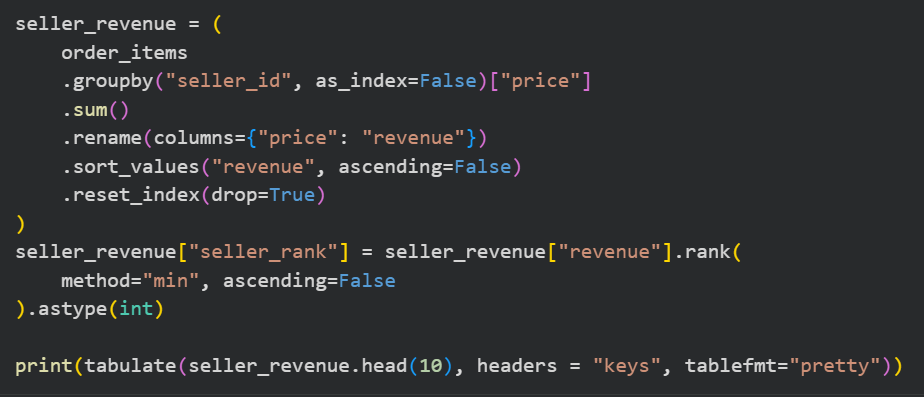 seller_revenue = (
    order_items
    .groupby("seller_id", as_index=False)["price"]
    .sum()
    .rename(columns={"price": "revenue"})
    .sort_values("revenue", ascending=False)
    .reset_index(drop=True)
)
seller_revenue["seller_rank"] = seller_revenue["revenue"].rank(
    method="min", ascending=False
).astype(int)

print(tabulate(seller_revenue.head(10), headers = "keys", tablefmt="pretty"))